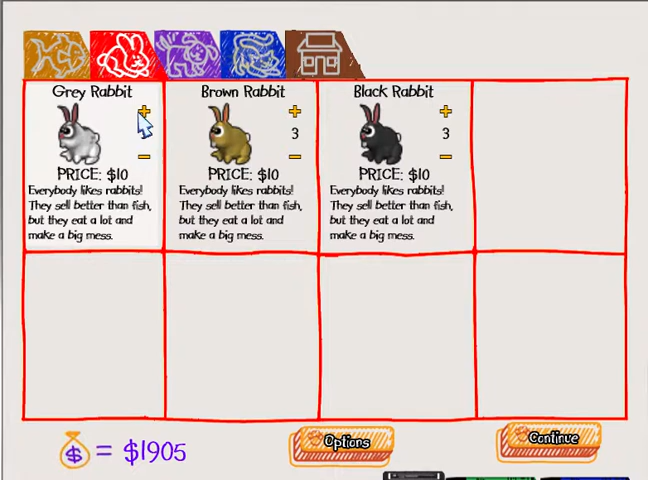 Grey Rabbit
+
−
PRICE: $10
Everybody likes rabbits!
They sell better than fish,
but they eat a lot and
make a big mess.
Brown Rabbit
+
3
−
PRICE: $10
Everybody likes rabbits!
They sell better than fish,
but they eat a lot and
make a big mess.
Black Rabbit
+
3
−
PRICE: $10
Everybody likes rabbits!
They sell better than fish,
but they eat a lot and
make a big mess.
$ = $1905
Options
Continue